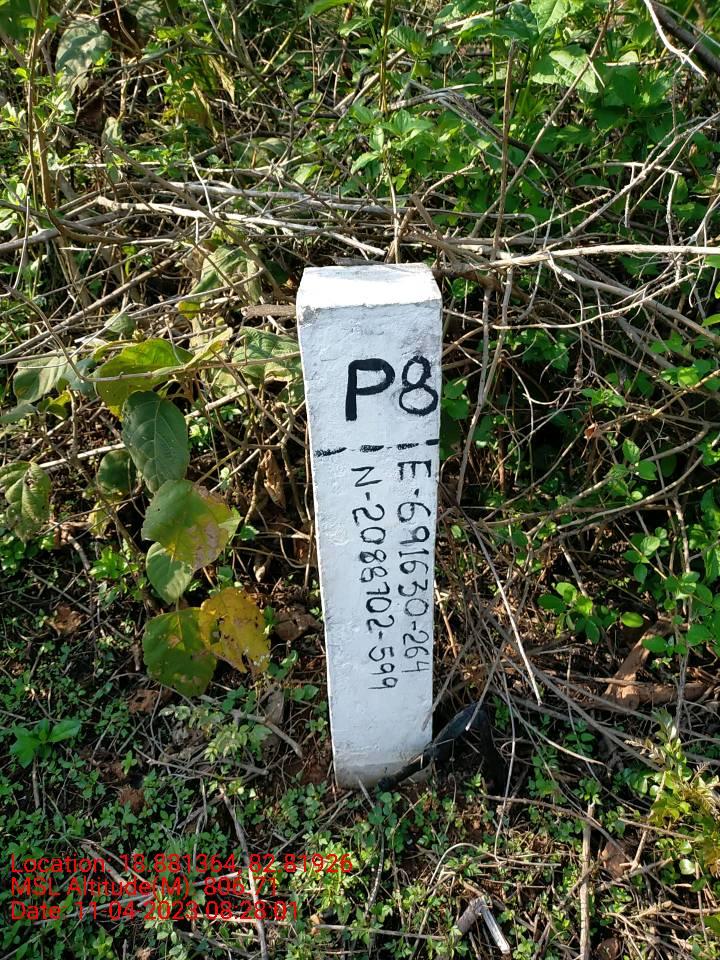 P8
E-691630-264
N-2088702-599
Location: 18.881364, 82.81926
MSL Altitude(M): 806.71
Date: 11-04-2023 08:28:01